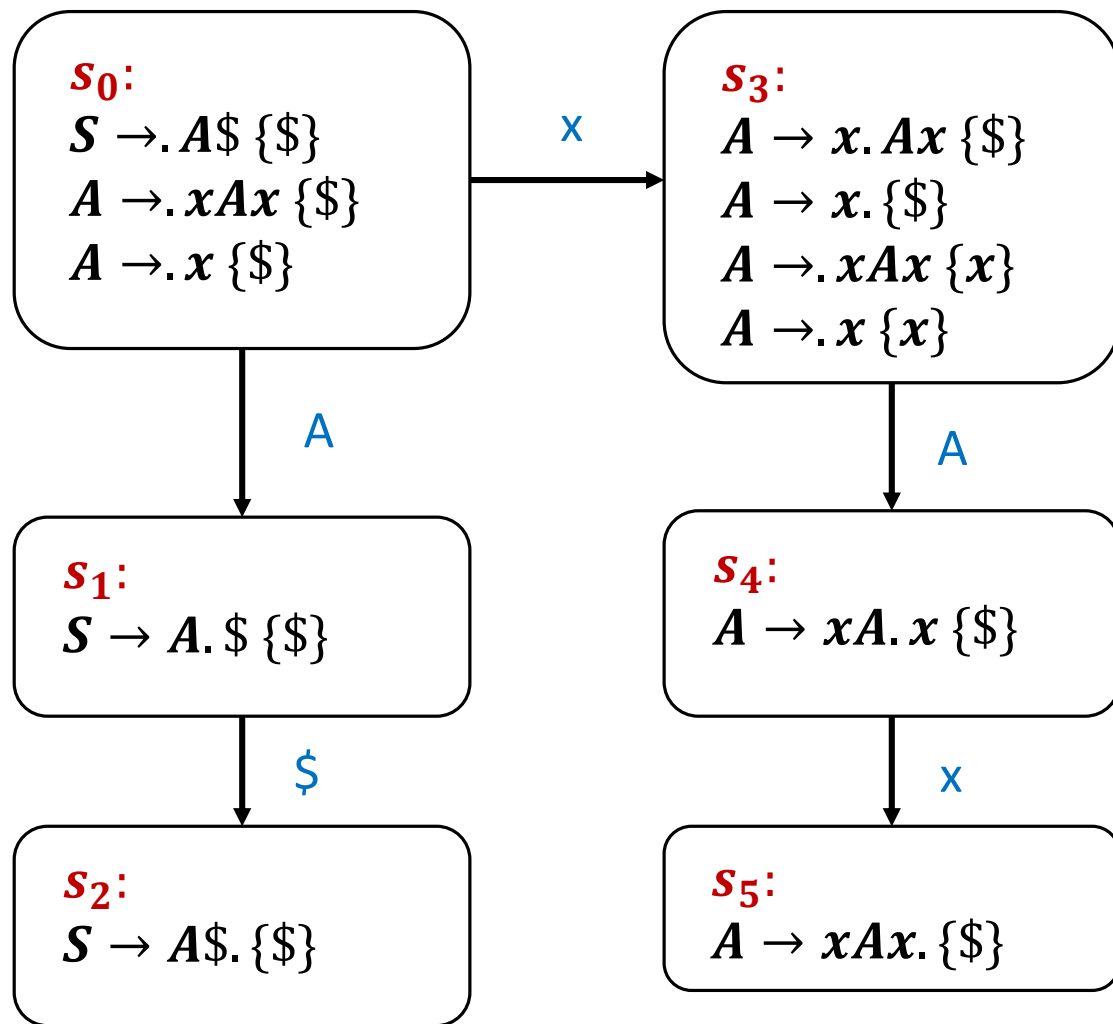 s₀:
S →. A$ {$}
A →. xAx {$}
A →. x {$}
x
s₃:
A → x. Ax {$}
A → x. {$}
A →. xAx {x}
A →. x {x}
A
A
s₁:
S → A. $ {$}
s₄:
A → xA. x {$}
$
x
s₂:
S → A$. {$}
s₅:
A → xAx. {$}